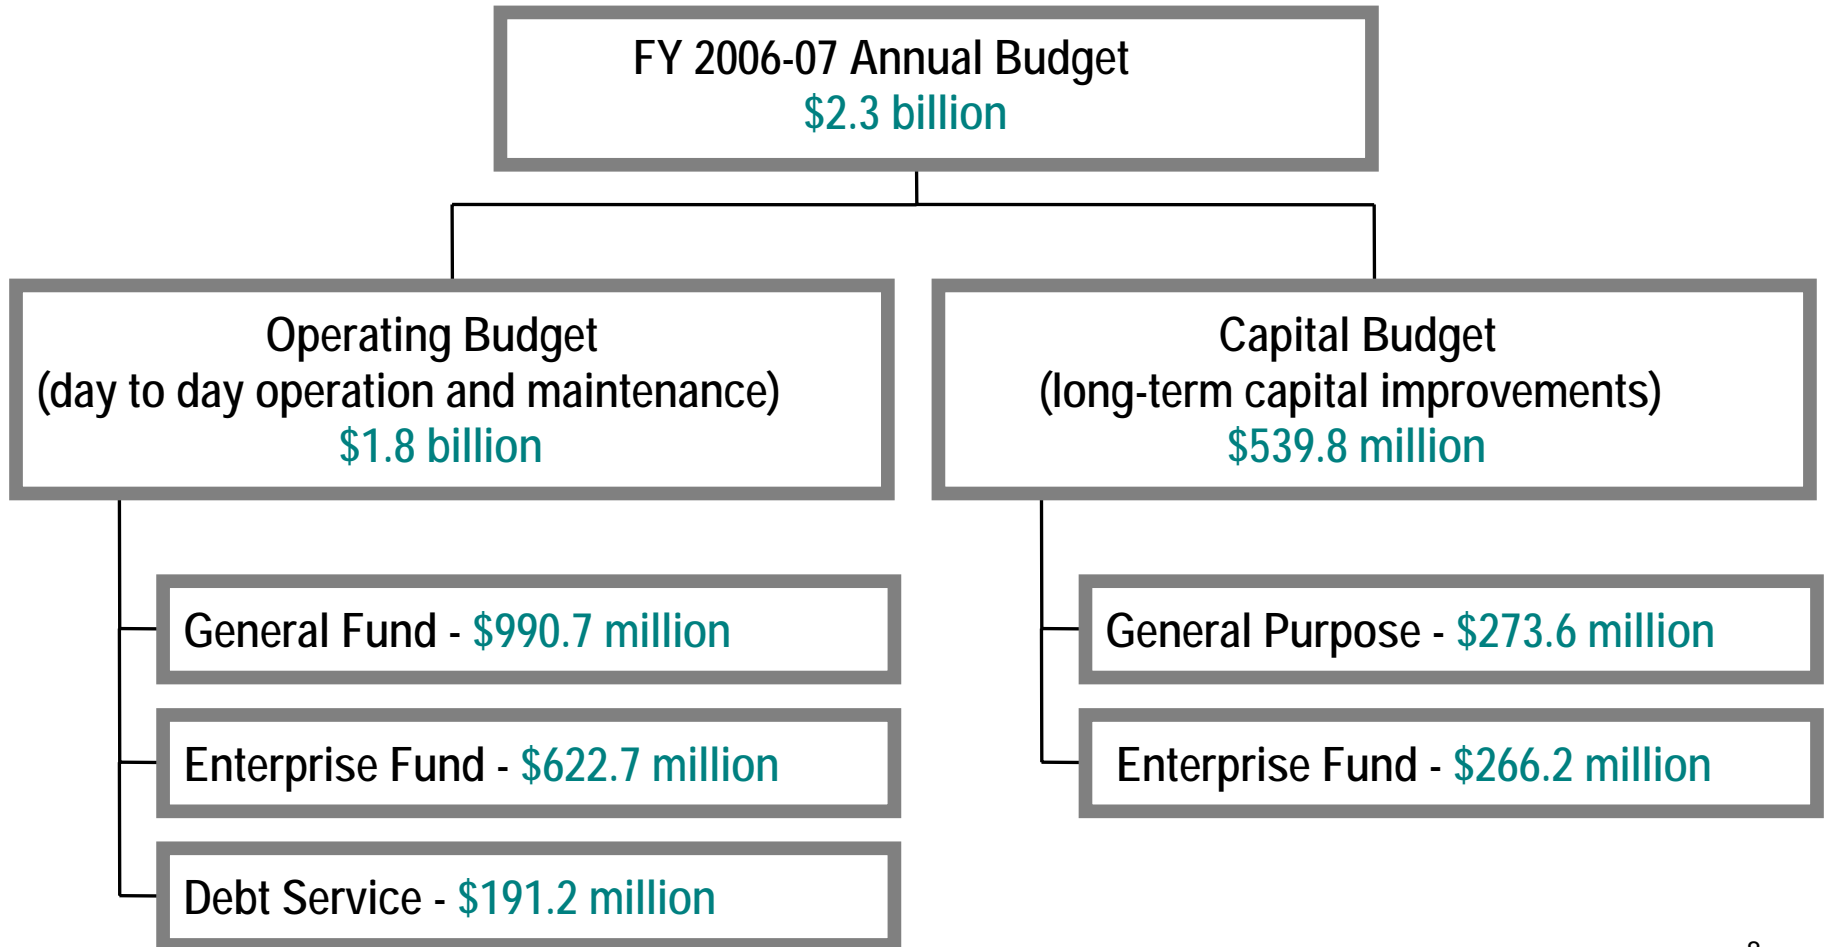 FY 2006-07 Annual Budget
$2.3 billion
Operating Budget
(day to day operation and maintenance)
$1.8 billion
Capital Budget
(long-term capital improvements)
$539.8 million
General Fund - $990.7 million
Enterprise Fund - $622.7 million
Debt Service - $191.2 million
General Purpose - $273.6 million
Enterprise Fund - $266.2 million